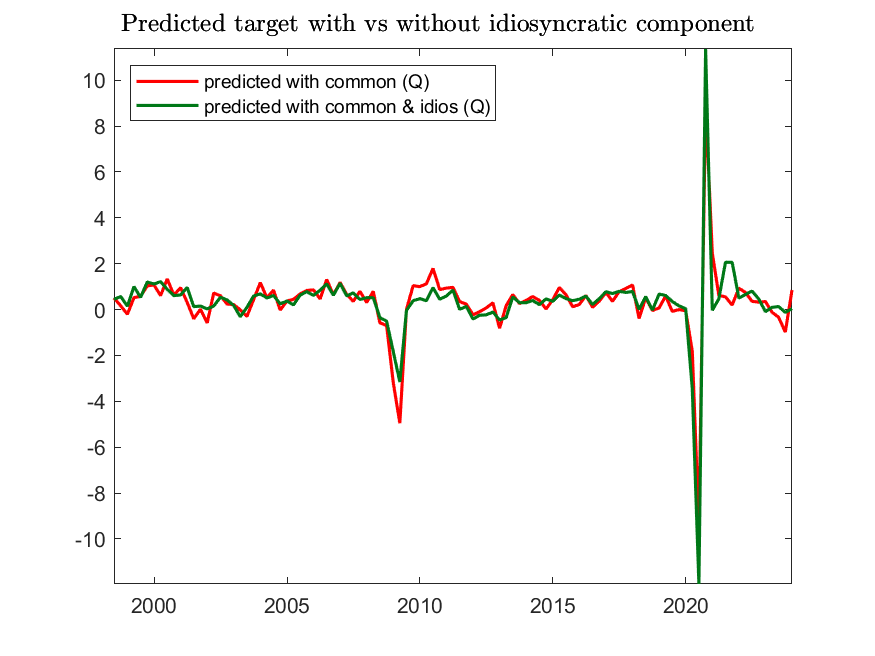 Predicted target with vs without idiosyncratic component
predicted with common (Q)
predicted with common & idios (Q)
10
8
6
4
2
0
-2
-4
-6
-8
-10
2000 2005 2010 2015 2020